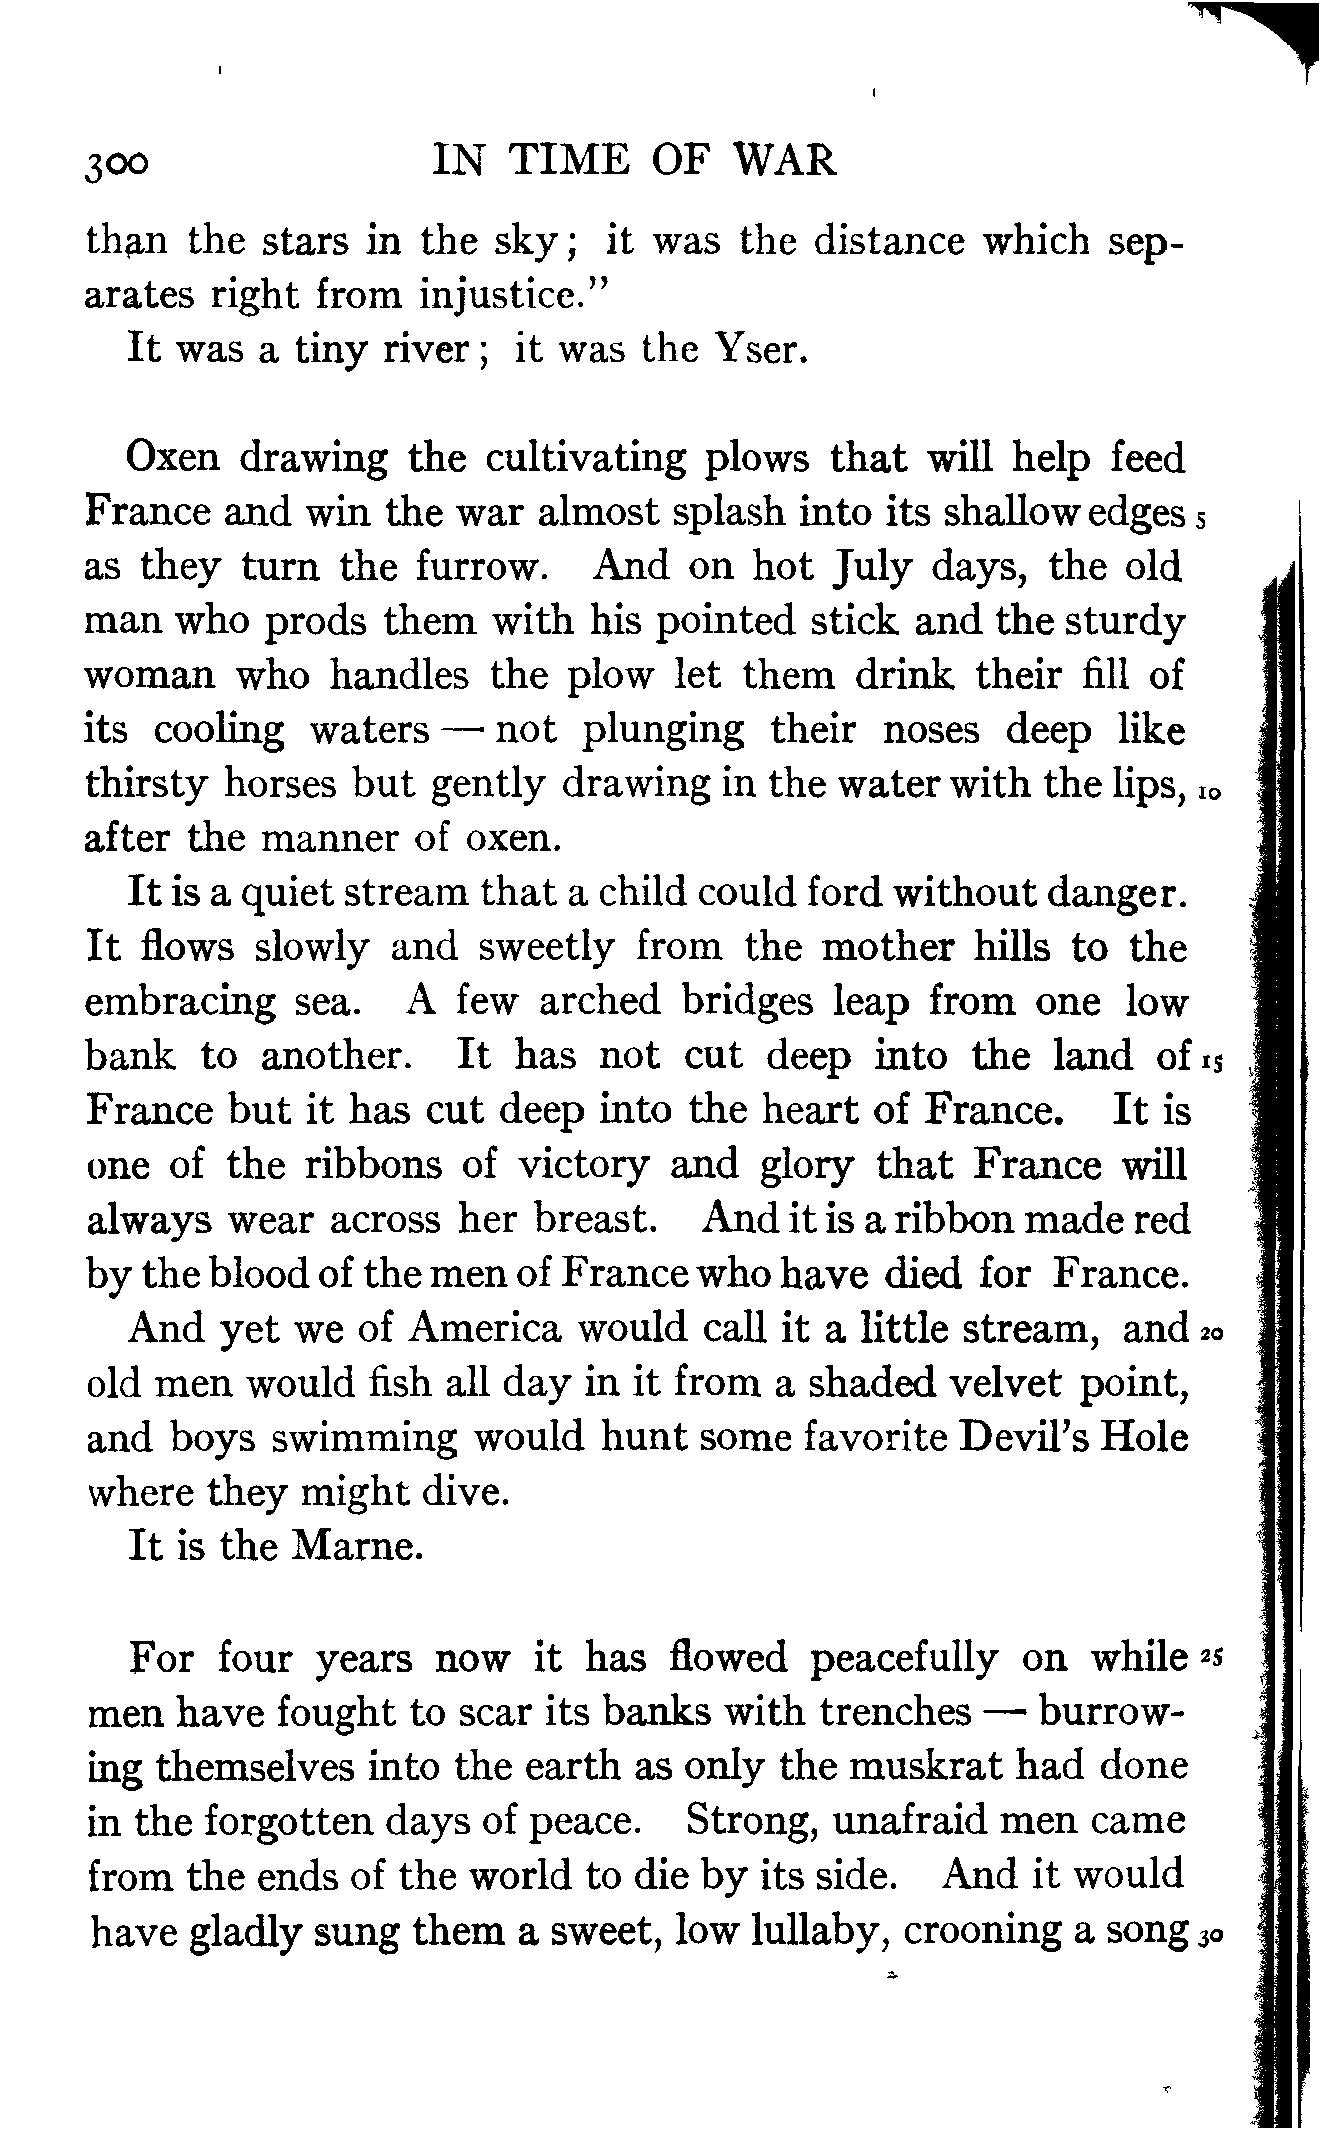 300 IN TIME OF WAR
than the stars in the sky; it was the distance which sep-
arates right from injustice."
It was a tiny river; it was the Yser.
Oxen drawing the cultivating plows that will help feed
France and win the war almost splash into its shallow edges 5
as they turn the furrow. And on hot July days, the old
man who prods them with his pointed stick and the sturdy
woman who handles the plow let them drink their fill of
its cooling waters — not plunging their noses deep like
thirsty horses but gently drawing in the water with the lips, 10
after the manner of oxen.
It is a quiet stream that a child could ford without danger.
It flows slowly and sweetly from the mother hills to the
embracing sea. A few arched bridges leap from one low
bank to another. It has not cut deep into the land of 15
France but it has cut deep into the heart of France. It is
one of the ribbons of victory and glory that France will
always wear across her breast. And it is a ribbon made red
by the blood of the men of France who have died for France.
And yet we of America would call it a little stream, and 20
old men would fish all day in it from a shaded velvet point,
and boys swimming would hunt some favorite Devil's Hole
where they might dive.
It is the Marne.
For four years now it has flowed peacefully on while 25
men have fought to scar its banks with trenches — burrow-
ing themselves into the earth as only the muskrat had done
in the forgotten days of peace. Strong, unafraid men came
from the ends of the world to die by its side. And it would
have gladly sung them a sweet, low lullaby, crooning a song 30